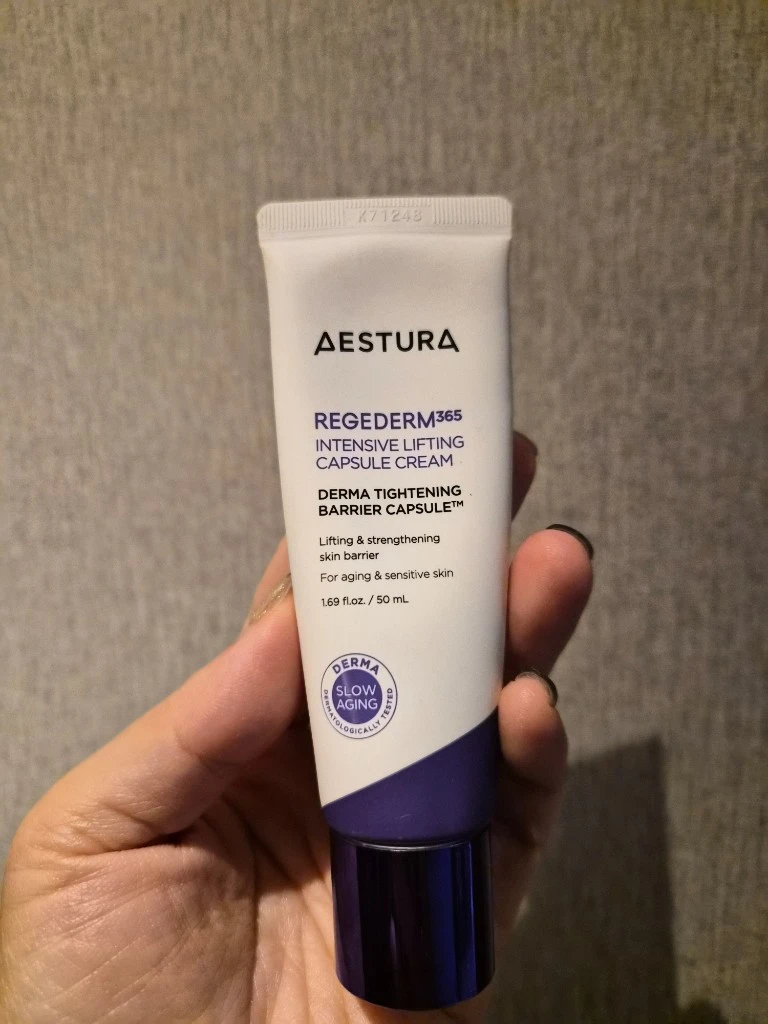 K71248
AESTURA
REGEDERM365
INTENSIVE LIFTING
CAPSULE CREAM
DERMA TIGHTENING
BARRIER CAPSULE™
Lifting & strengthening
skin barrier
For aging & sensitive skin
1.69 fl.oz. / 50 mL
DERMA
SLOW
AGING
DERMATOLOGICALLY TESTED